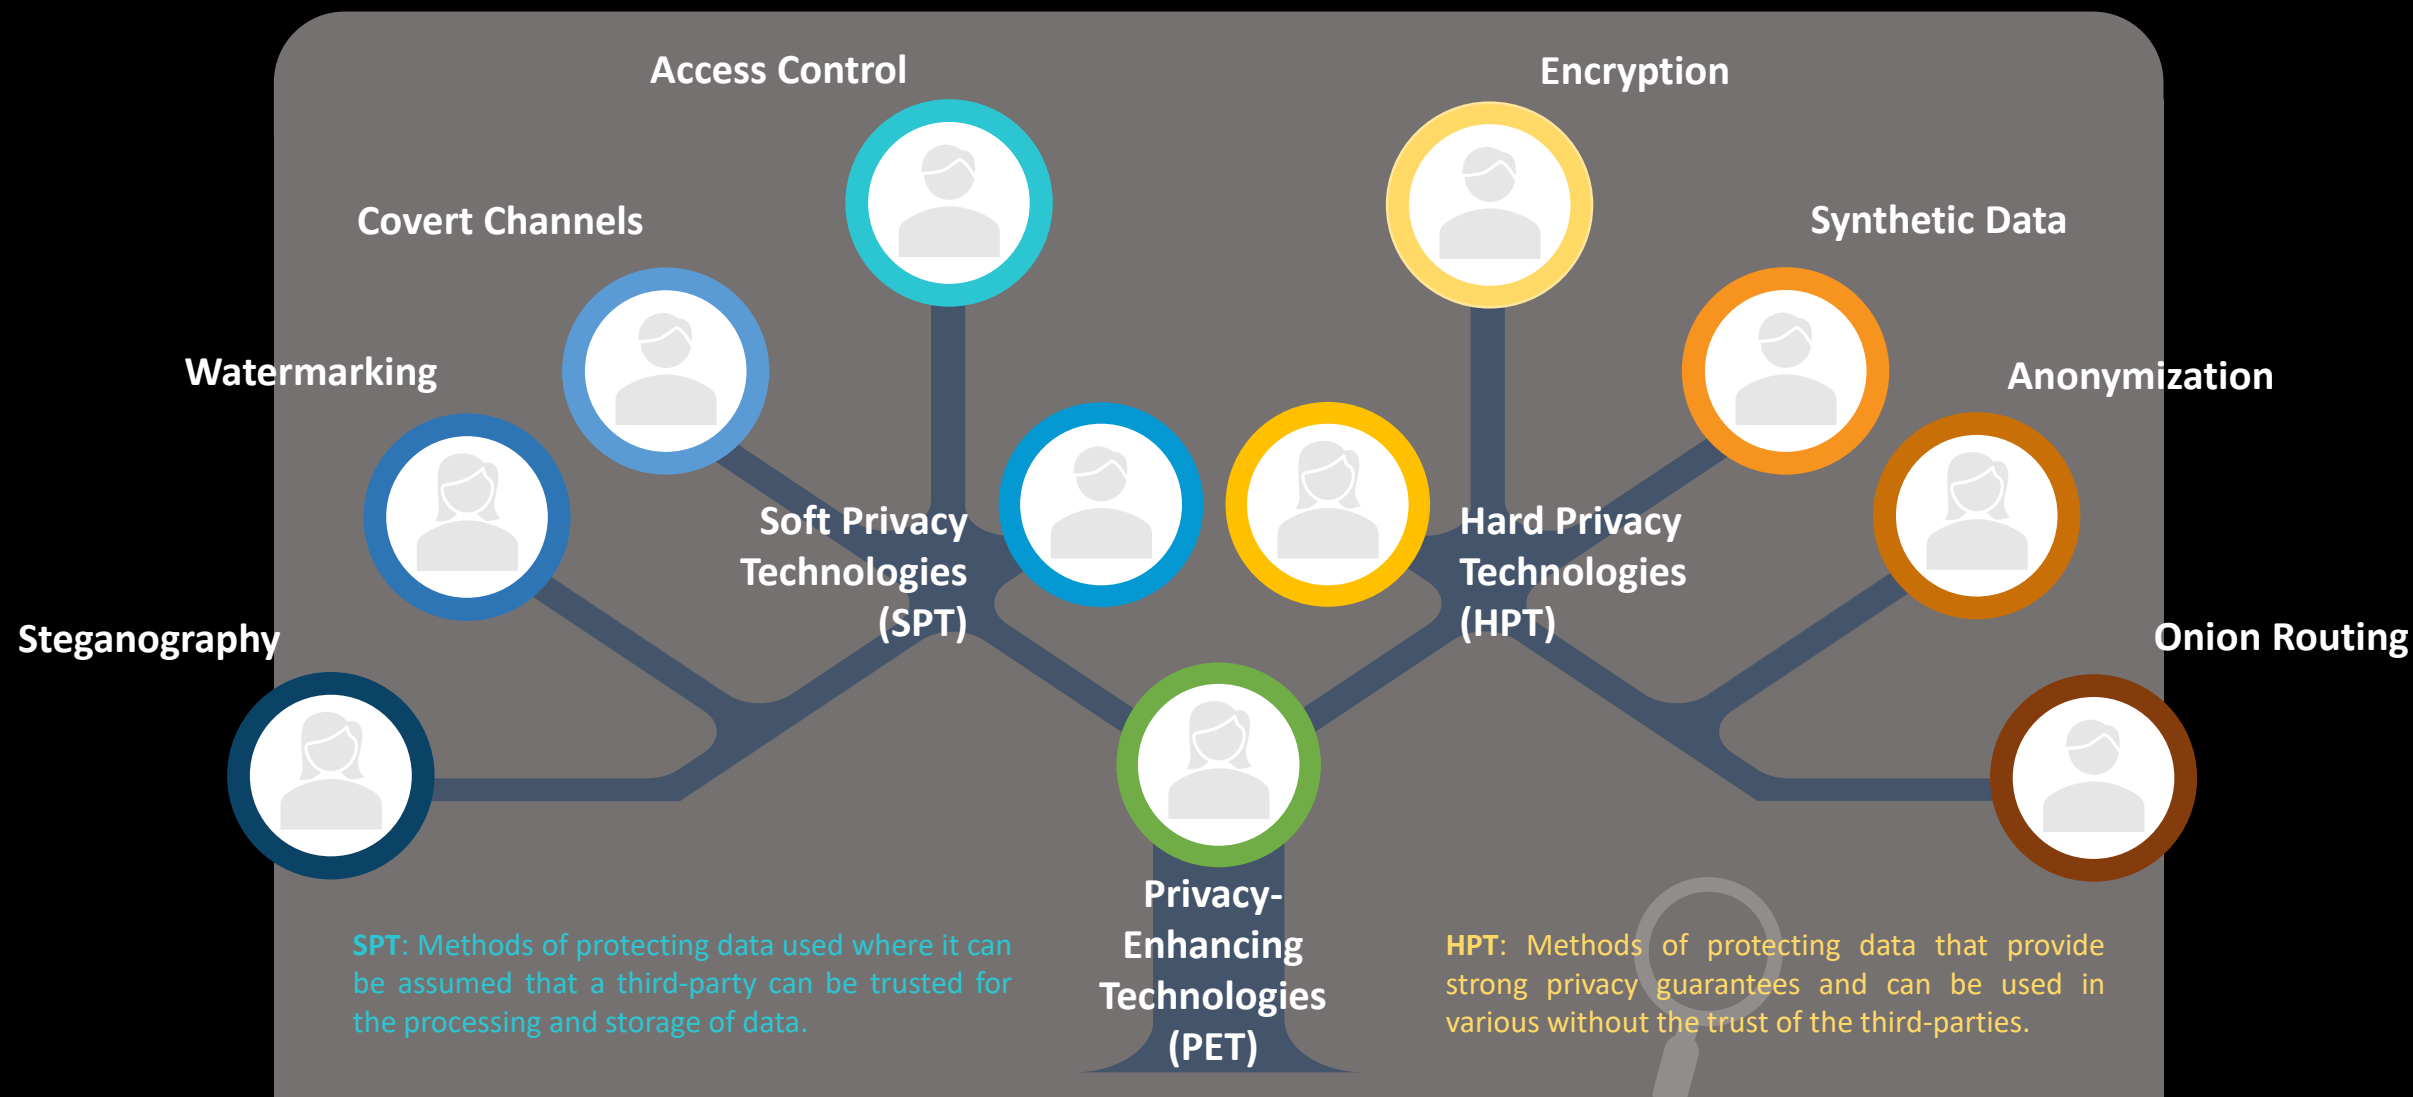 Access Control
Encryption
Covert Channels
Synthetic Data
Watermarking
Anonymization
Soft Privacy
Technologies
(SPT)
Hard Privacy
Technologies
(HPT)
Steganography
Onion Routing
Privacy-
Enhancing
Technologies
(PET)
SPT: Methods of protecting data used where it can
be assumed that a third-party can be trusted for
the processing and storage of data.
HPT: Methods of protecting data that provide
strong privacy guarantees and can be used in
various without the trust of the third-parties.